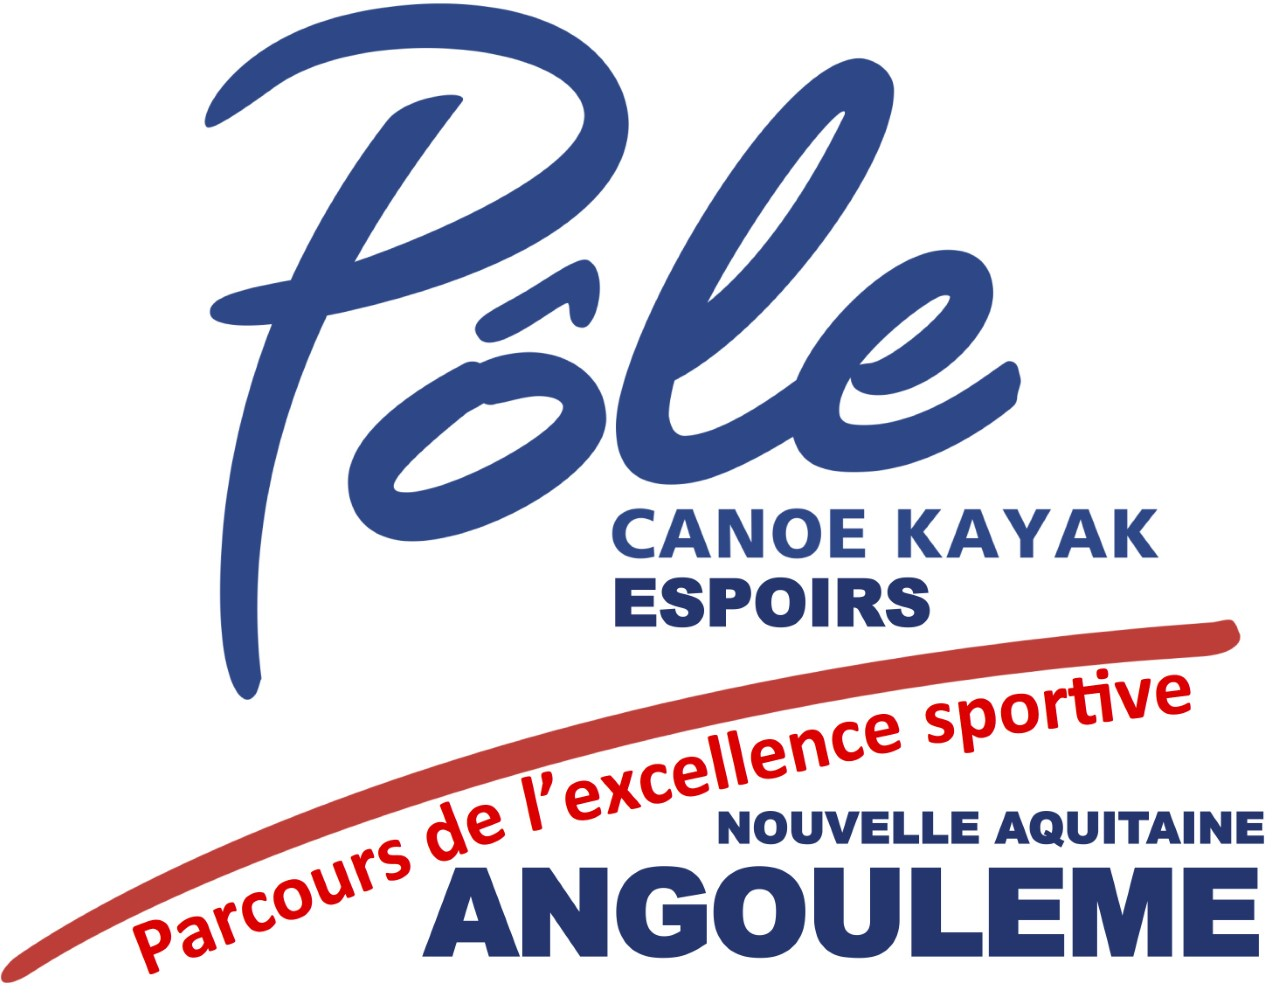 Pôle
CANOE KAYAK
ESPOIRS
Parcours de l’excellence sportive
NOUVELLE AQUITAINE
ANGOULEME